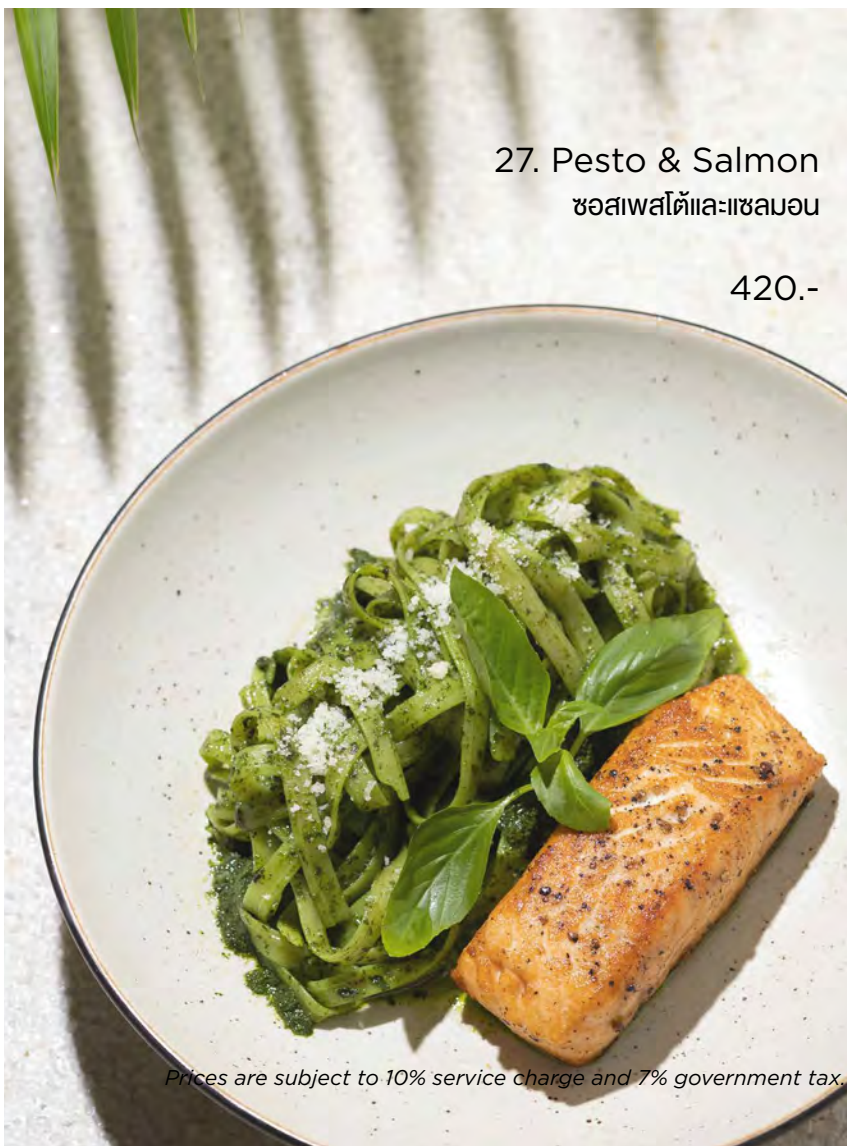 27. Pesto & Salmon
ซอสเพสโต้และแซลมอน
420.-
Prices are subject to 10% service charge and 7% government tax.